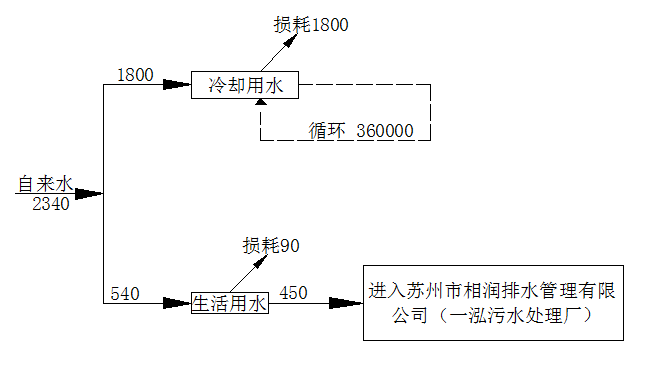 损耗1800
1800
冷却用水
循环 360000
自来水
2340
损耗90
540
生活用水
450
进入苏州市相润排水管理有限
公司（一泓污水处理厂）